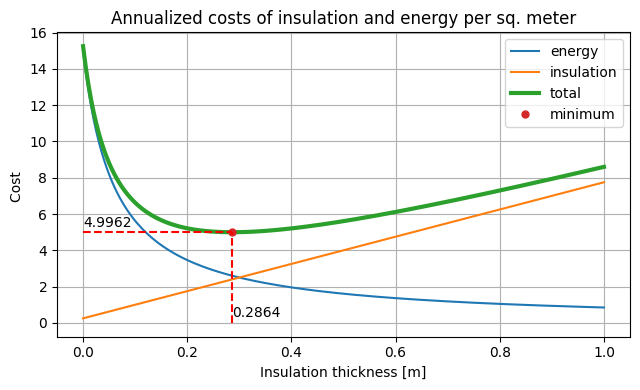 Annualized costs of insulation and energy per sq. meter
Cost
16
14
12
10
8
6
4
2
0
energy
insulation
total
minimum
4.9962
0.2864
0.0
0.2
0.4
0.6
0.8
1.0
Insulation thickness [m]